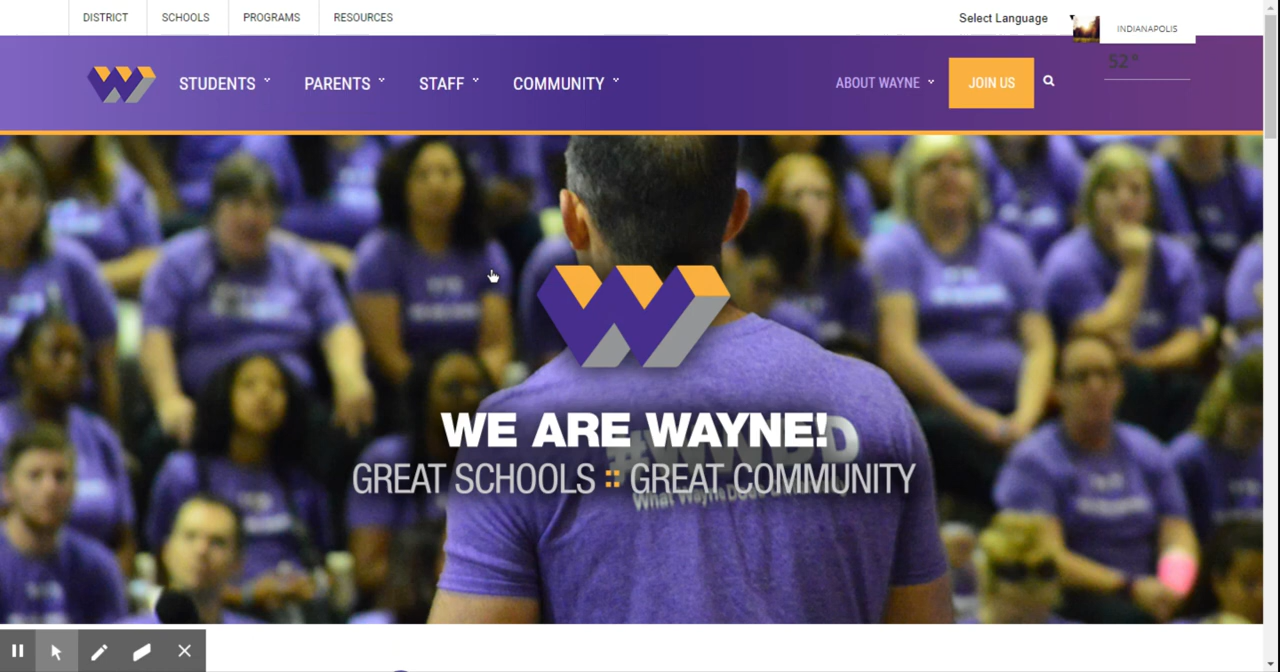 DISTRICT
SCHOOLS
PROGRAMS
RESOURCES
Select Language
INDIANAPOLIS
52°
STUDENTS
PARENTS
STAFF
COMMUNITY
ABOUT WAYNE
JOIN US
WE ARE WAYNE!
GREAT SCHOOLS :: GREAT COMMUNITY